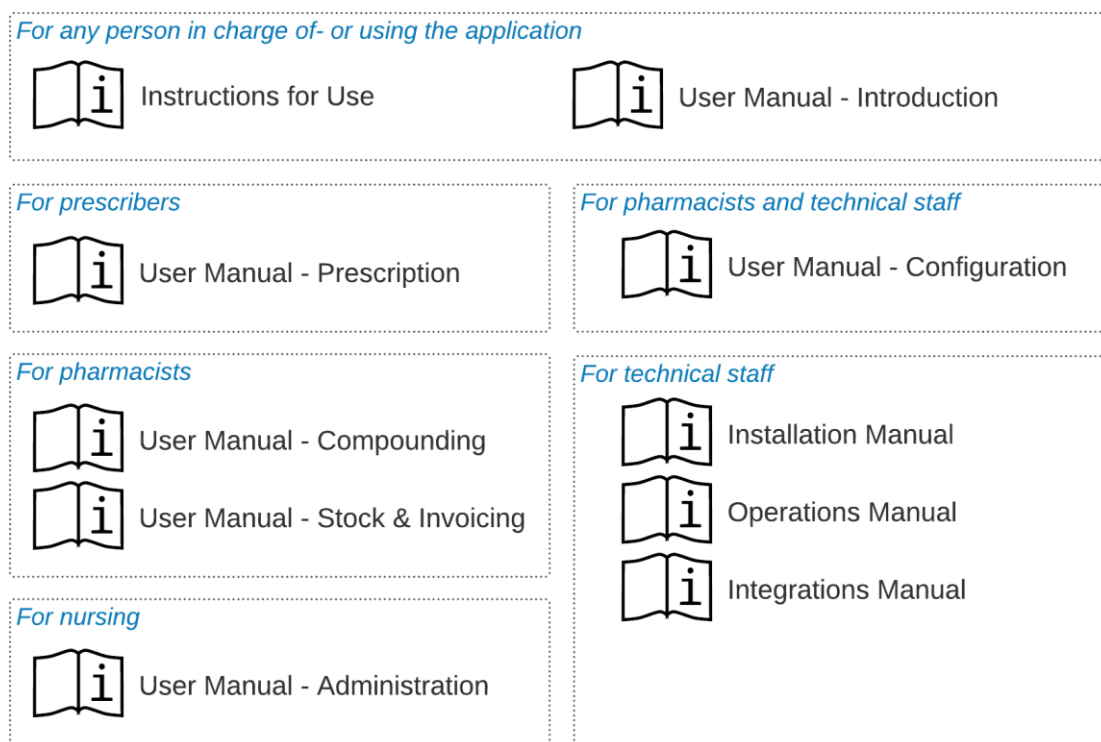 For any person in charge of- or using the application
Instructions for Use
User Manual - Introduction
For prescribers
User Manual - Prescription
For pharmacists and technical staff
User Manual - Configuration
For pharmacists
User Manual - Compounding
User Manual - Stock & Invoicing
For technical staff
Installation Manual
Operations Manual
Integrations Manual
For nursing
User Manual - Administration